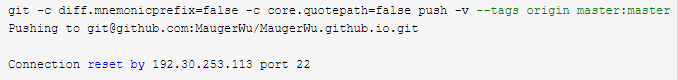 git -c diff.mnemonicprefix=false -c core.quotepath=false push -v --tags origin master:master
Pushing to git@github.com:MaugerWu/MaugerWu.github.io.git
Connection reset by 192.30.253.113 port 22